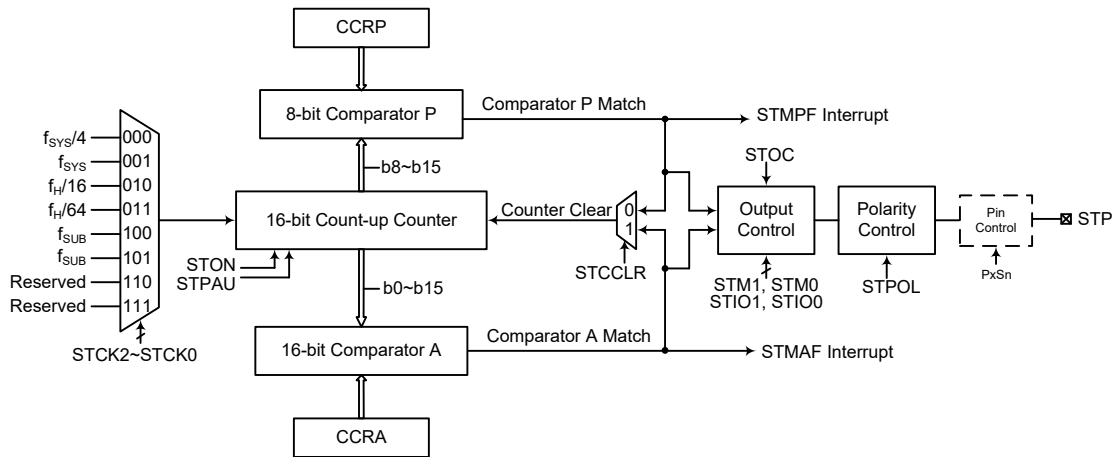 CCRP
8-bit Comparator P
Comparator P Match
STMPF Interrupt
b8~b15
fSYS/4
000
fSYS
001
fH/16
010
fH/64
011
fSUB
100
fSUB
101
Reserved
110
Reserved
111
STCK2~STCK0
16-bit Count-up Counter
STON
STPAU
Counter Clear
0
1
STCCLR
STOC
Output
Control
STM1, STM0
STIO1, STIO0
Polarity
Control
STPOL
Pin
Control
PxSn
STP
b0~b15
16-bit Comparator A
Comparator A Match
STMAF Interrupt
CCRA